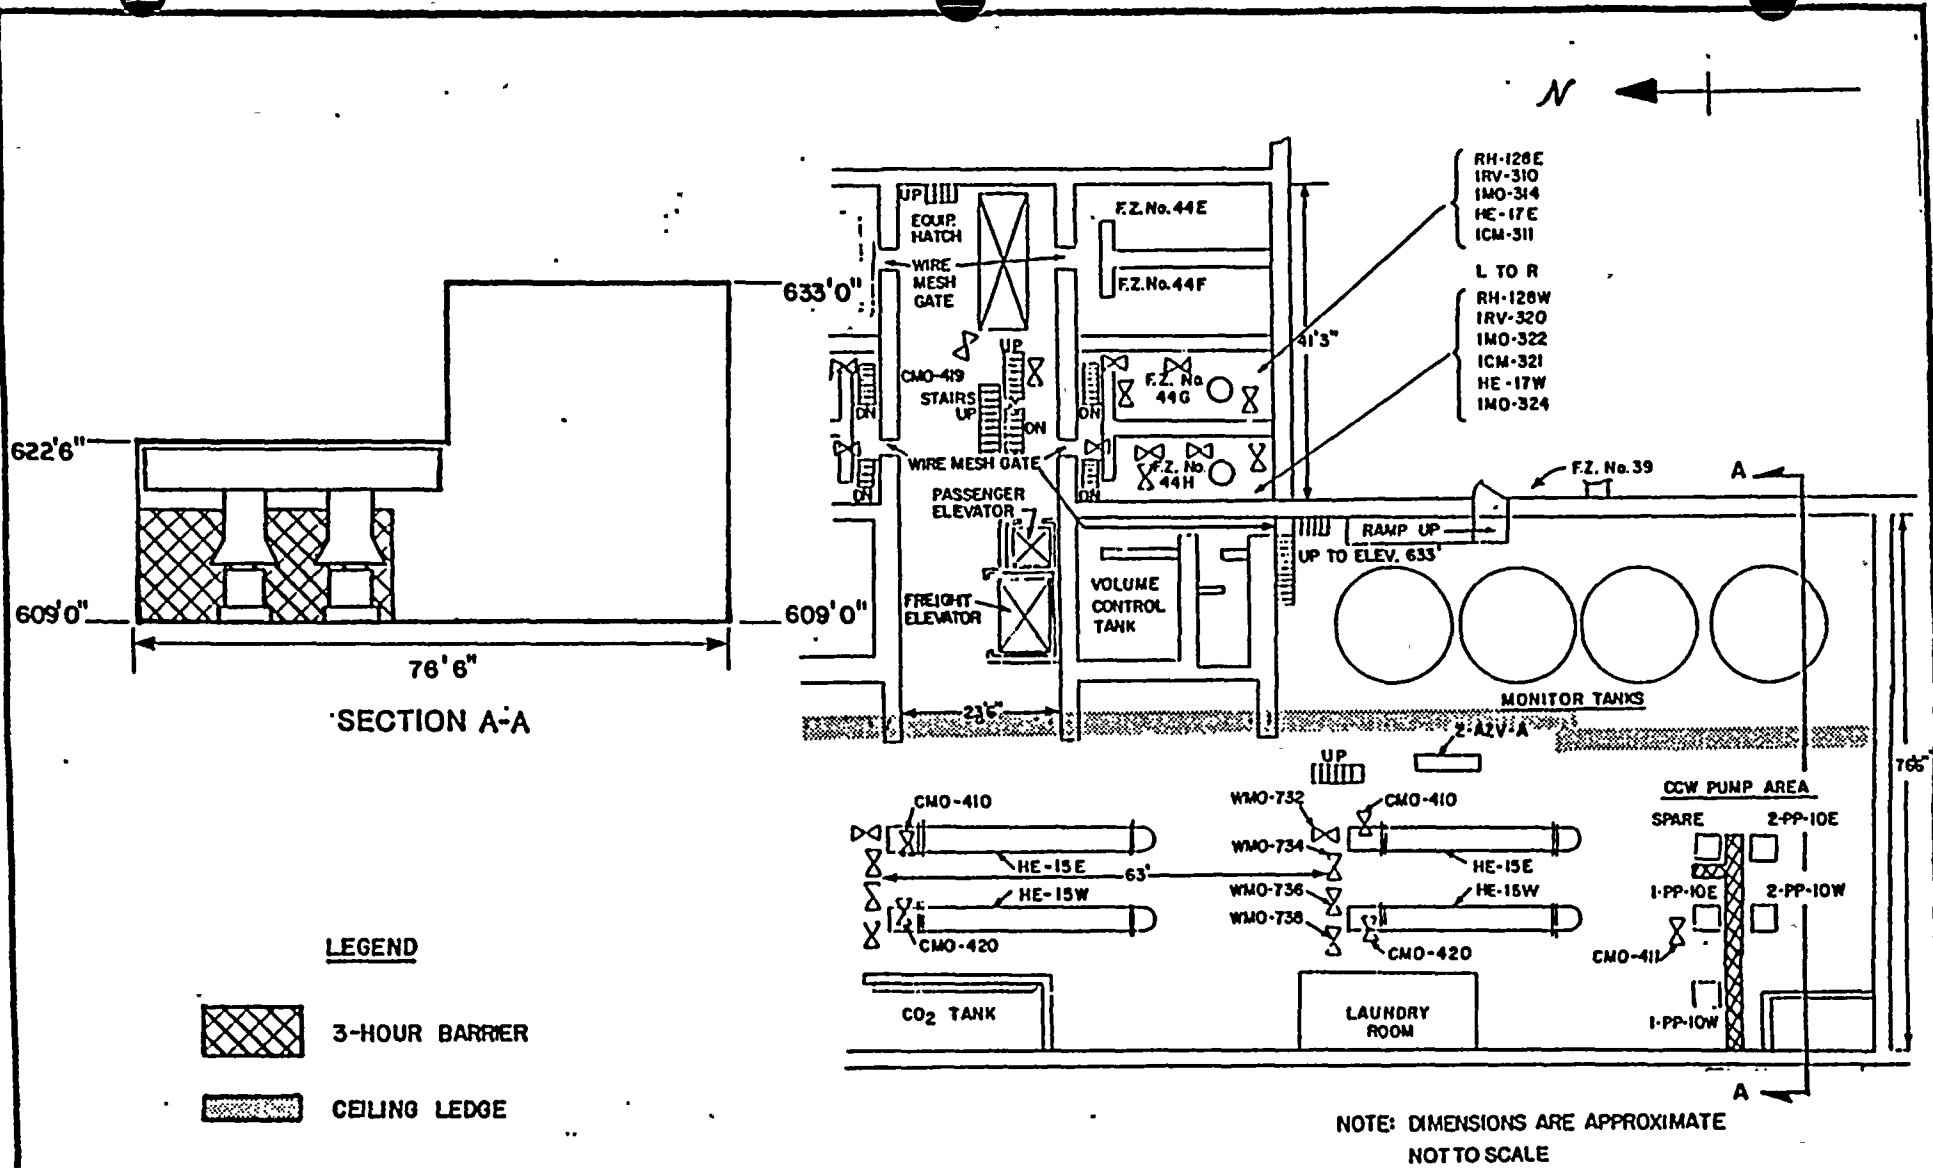 N
633'0"
622'6"
609'0"
609'0"
76'6"
SECTION A-A
LEGEND
3-HOUR BARRIER
CEILING LEDGE
UP
EQUIP.
HATCH
WIRE
MESH
GATE
F.Z. No. 44E
F.Z. No. 44F
41'3"
RH-128E
IRV-310
IMO-314
HE-17E
ICM-311
L TO R
RH-128W
IRV-320
IMO-322
ICM-321
HE-17W
IMO-324
UP
CMO-419
STAIRS
UP
DN
DN
DN
F.Z. No.
44G
WIRE MESH GATE
F.Z. No.
44H
DN
DN
PASSENGER
ELEVATOR
FREIGHT
ELEVATOR
VOLUME
CONTROL
TANK
F.Z. No. 39
A
RAMP UP
UP TO ELEV. 633'
MONITOR TANKS
23'6"
2-AZV-A
UP
76'6"
CCW PUMP AREA
CMO-410
WMO-732
CMO-410
SPARE
2-PP-10E
WMO-734
HE-15E
63'
HE-15E
HE-15W
WMO-736
HE-15W
1-PP-10E
2-PP-10W
WMO-738
CMO-420
CMO-420
CMO-411
CO2 TANK
LAUNDRY
ROOM
1-PP-10W
A
NOTE: DIMENSIONS ARE APPROXIMATE
NOT TO SCALE